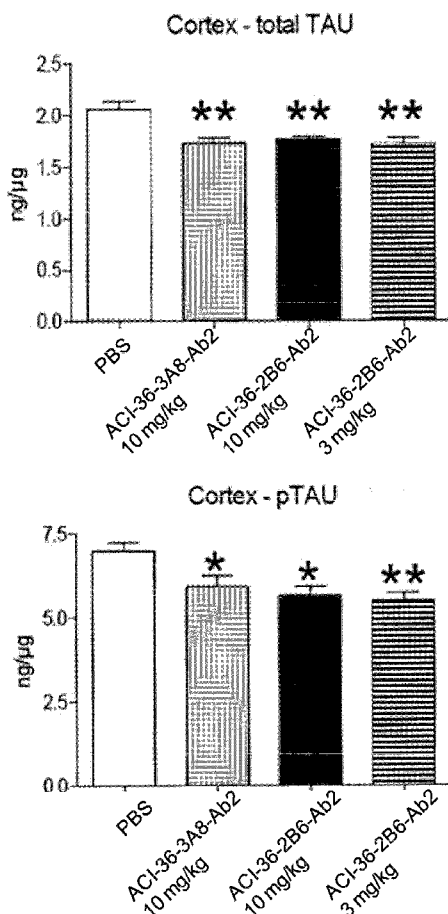 Cortex - total TAU
2.5
2.0
1.5
1.0
0.5
0.0
ng/µg
** ** **
PBS
ACI-36-3A8-Ab2
10 mg/kg
ACI-36-2B6-Ab2
10 mg/kg
ACI-36-2B6-Ab2
3 mg/kg
Cortex - pTAU
7.5
5.0
2.5
0.0
ng/µg
* * **
PBS
ACI-36-3A8-Ab2
10 mg/kg
ACI-36-2B6-Ab2
10 mg/kg
ACI-36-2B6-Ab2
3 mg/kg